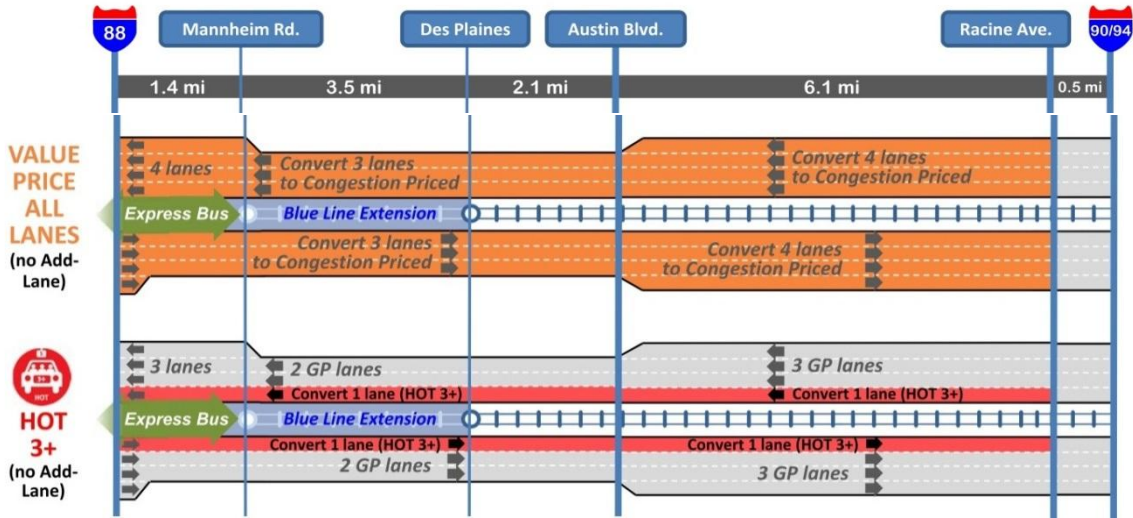 88
Mannheim Rd.
Des Plaines
Austin Blvd.
Racine Ave.
90/94
1.4 mi
3.5 mi
2.1 mi
6.1 mi
0.5 mi
VALUE
PRICE
ALL
LANES
(no Add-
Lane)
4 lanes
Convert 3 lanes
to Congestion Priced
Convert 4 lanes
to Congestion Priced
Express Bus
Blue Line Extension
Convert 3 lanes
to Congestion Priced
Convert 4 lanes
to Congestion Priced
HOT
3+
(no Add-
Lane)
3 lanes
2 GP lanes
3 GP lanes
Convert 1 lane (HOT 3+)
Convert 1 lane (HOT 3+)
Express Bus
Blue Line Extension
Convert 1 lane (HOT 3+)
Convert 1 lane (HOT 3+)
2 GP lanes
3 GP lanes